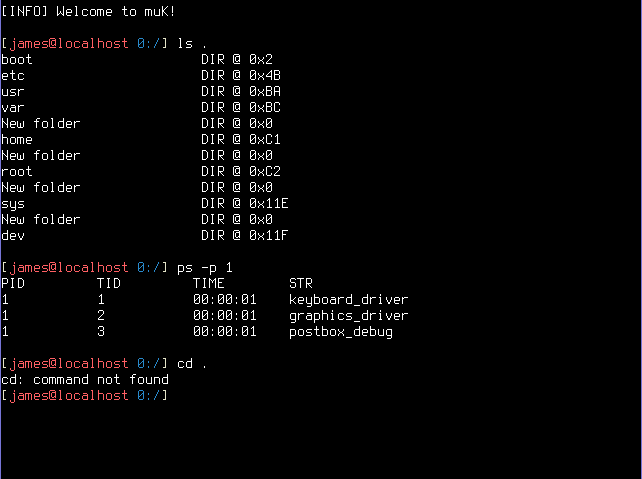 [INFO] Welcome to muK!
[james@localhost 0:/] ls .
boot DIR @ 0x2
etc DIR @ 0x4B
usr DIR @ 0xBA
var DIR @ 0xBC
New folder DIR @ 0x0
home DIR @ 0xC1
New folder DIR @ 0x0
root DIR @ 0xC2
New folder DIR @ 0x0
sys DIR @ 0x11E
New folder DIR @ 0x0
dev DIR @ 0x11F
[james@localhost 0:/] ps -p 1
PID TID TIME STR
1 1 00:00:01 keyboard_driver
1 2 00:00:01 graphics_driver
1 3 00:00:01 postbox_debug
[james@localhost 0:/] cd .
cd: command not found
[james@localhost 0:/]